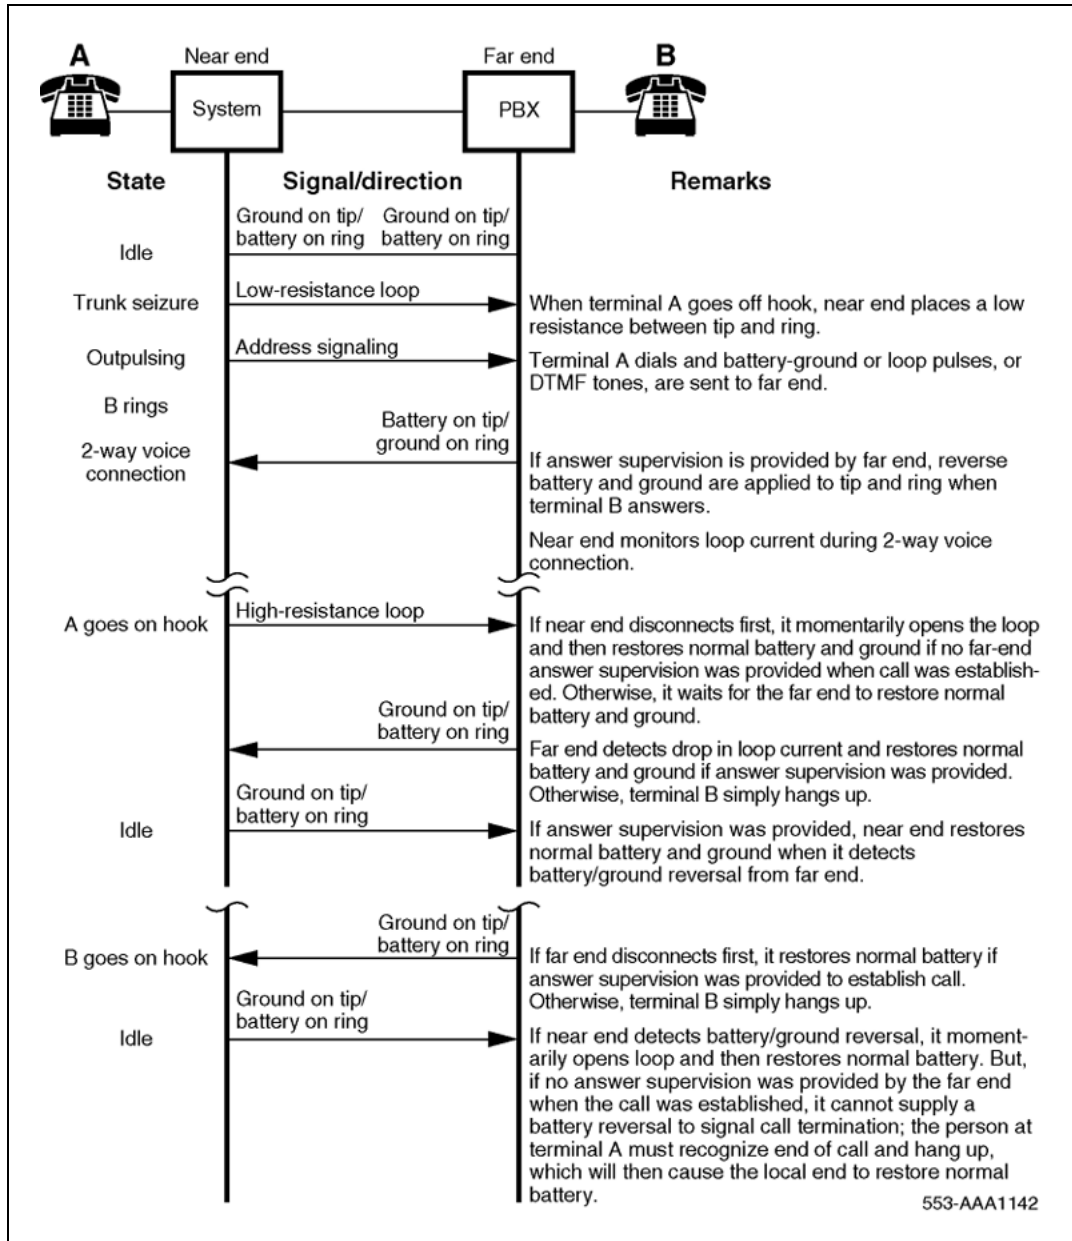 A
Near end
Far end
B
System
PBX
State
Signal/direction
Remarks
Ground on tip/
battery on ring
Ground on tip/
battery on ring
Idle
Trunk seizure
Low-resistance loop
When terminal A goes off hook, near end places a low
resistance between tip and ring.
Outpulsing
Address signaling
Terminal A dials and battery-ground or loop pulses, or
DTMF tones, are sent to far end.
B rings
Battery on tip/
ground on ring
2-way voice
connection
If answer supervision is provided by far end, reverse
battery and ground are applied to tip and ring when
terminal B answers.
Near end monitors loop current during 2-way voice
connection.
A goes on hook
High-resistance loop
If near end disconnects first, it momentarily opens the loop
and then restores normal battery and ground if no far-end
answer supervision was provided when call was establish-
ed. Otherwise, it waits for the far end to restore normal
battery and ground.
Ground on tip/
battery on ring
Far end detects drop in loop current and restores normal
battery and ground if answer supervision was provided.
Otherwise, terminal B simply hangs up.
Ground on tip/
battery on ring
Idle
If answer supervision was provided, near end restores
normal battery and ground when it detects
battery/ground reversal from far end.
Ground on tip/
battery on ring
B goes on hook
If far end disconnects first, it restores normal battery if
answer supervision was provided to establish call.
Otherwise, terminal B simply hangs up.
Ground on tip/
battery on ring
Idle
If near end detects battery/ground reversal, it moment-
arily opens loop and then restores normal battery. But,
if no answer supervision was provided by the far end
when the call was established, it cannot supply a
battery reversal to signal call termination; the person at
terminal A must recognize end of call and hang up,
which will then cause the local end to restore normal
battery.
553-AAA1142